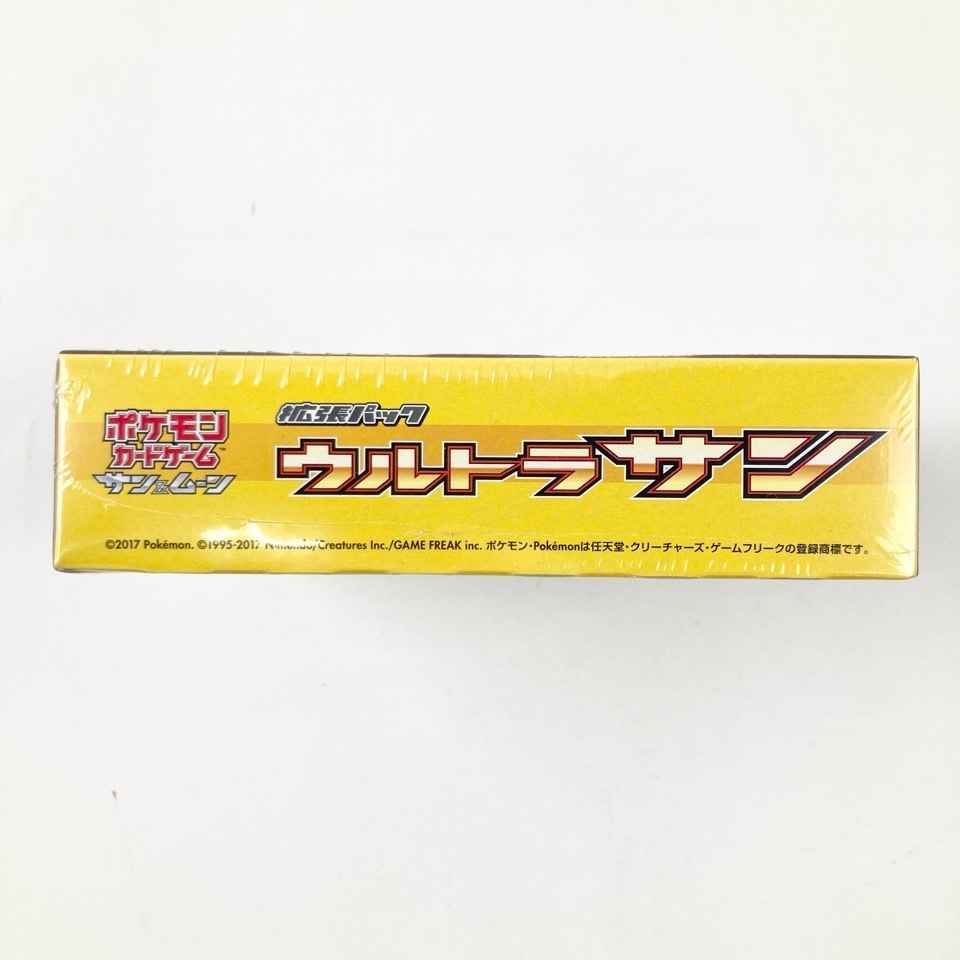 ポケモン
カードゲーム™
サン&ムーン
拡張パック
ウルトラサン
©2017 Pokémon. ©1995-2017 Nintendo/Creatures Inc./GAME FREAK inc. ポケモン・Pokémonは任天堂・クリーチャーズ・ゲームフリークの登録商標です。